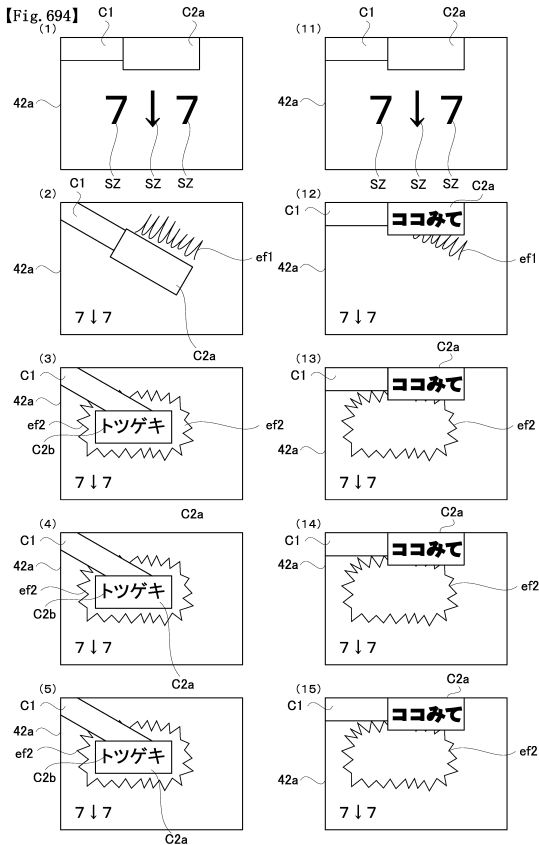 【Fig. 694】
(1)
C1
C2a
42a
7 ↓ 7
SZ SZ SZ
(2)
C1
42a
ef1
7↓7
C2a
(3)
C1
42a
ef2
C2b
トツゲキ
ef2
7↓7
(4)
C2a
C1
42a
ef2
C2b
トツゲキ
7↓7
C2a
(5)
C1
42a
ef2
C2b
トツゲキ
7↓7
C2a
(11)
C1
C2a
42a
7 ↓ 7
SZ SZ SZ
(12)
C2a
C1
ココみて
42a
ef1
7↓7
(13)
C2a
C1
ココみて
ef2
42a
7↓7
(14)
C2a
C1
ココみて
42a
ef2
7↓7
(15)
C2a
C1
ココみて
ef2
42a
7↓7